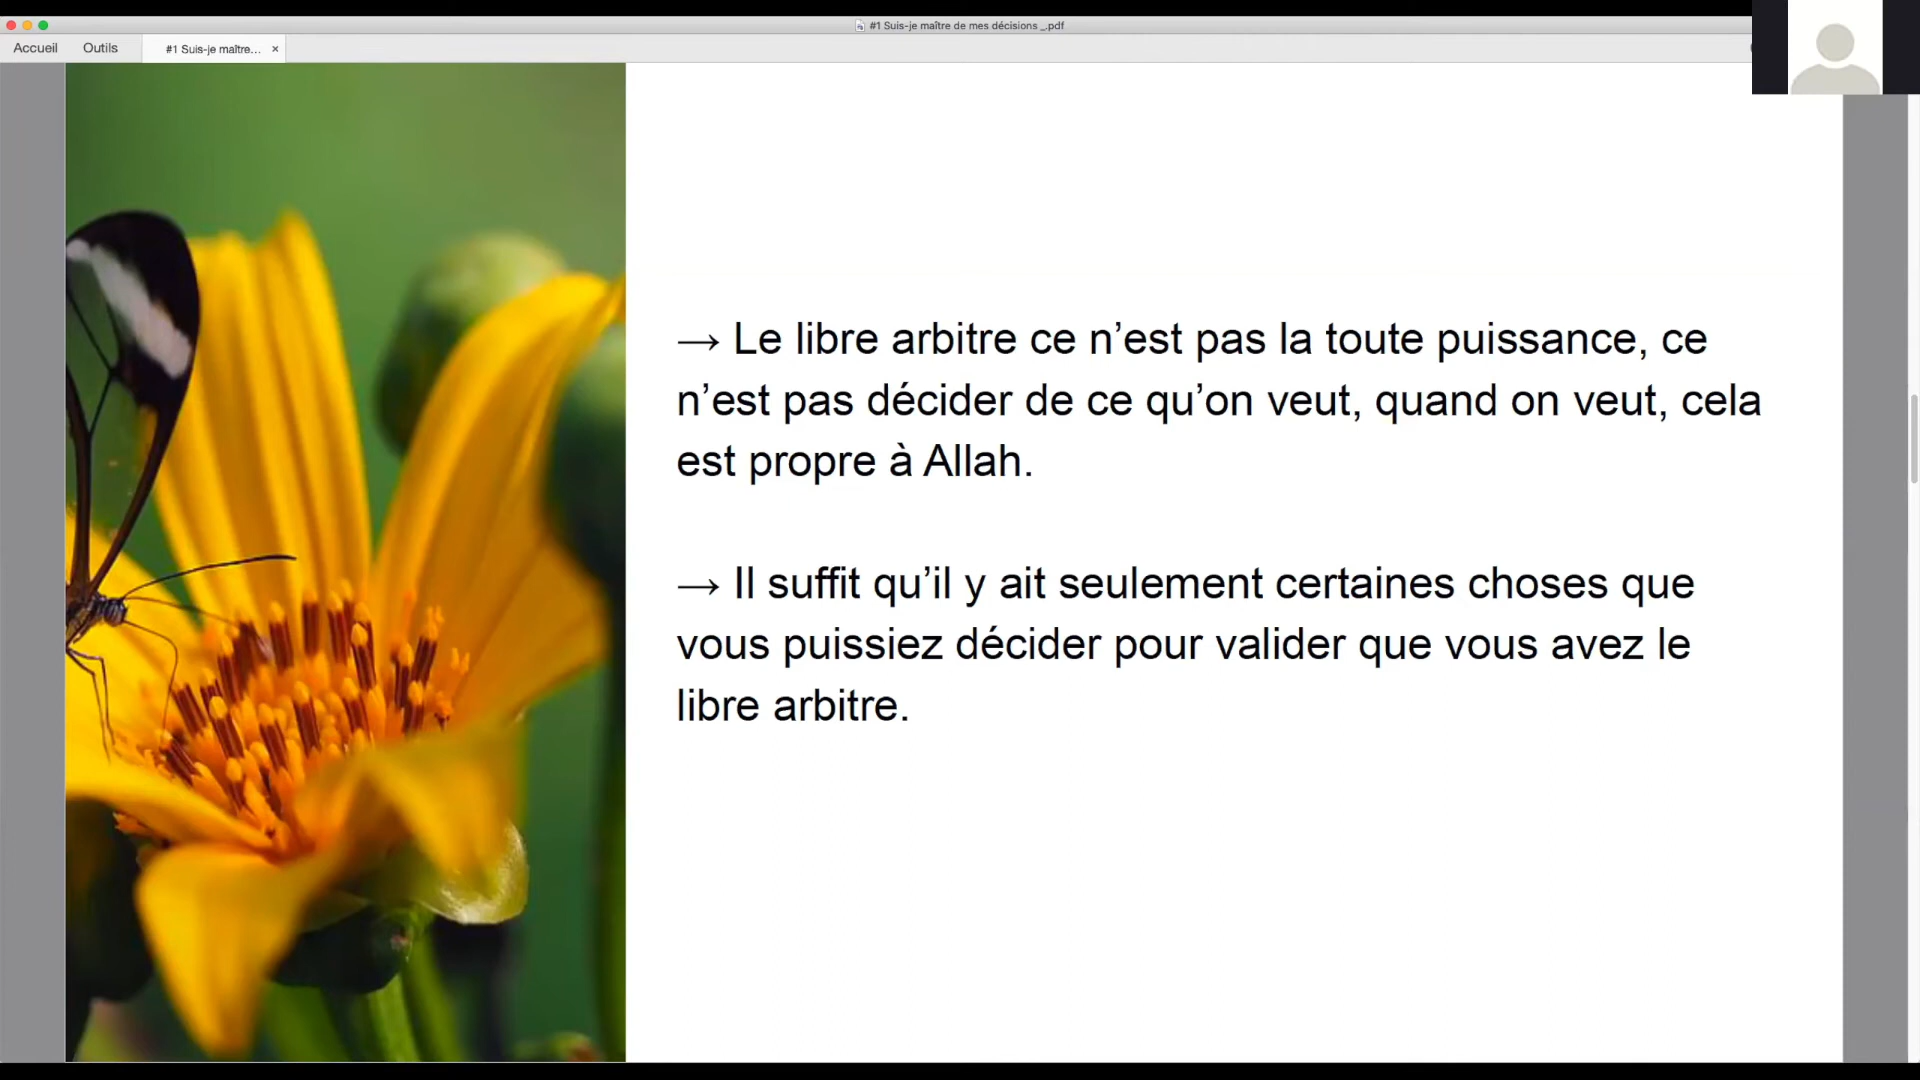 #1 Suis-je maître de mes décisions _.pdf
Accueil Outils #1 Suis-je maître... ×
→ Le libre arbitre ce n’est pas la toute puissance, ce
n’est pas décider de ce qu’on veut, quand on veut, cela
est propre à Allah.
→ Il suffit qu’il y ait seulement certaines choses que
vous puissiez décider pour valider que vous avez le
libre arbitre.